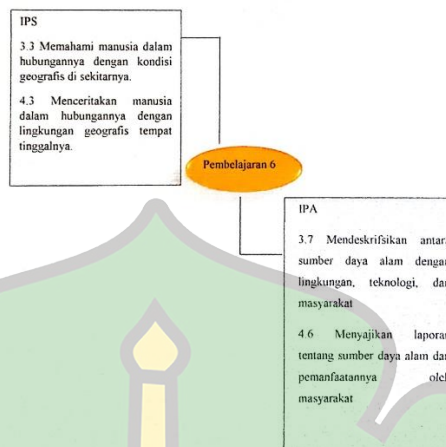 IPS
3.3 Memahami manusia dalam
hubungannya dengan kondisi
geografis di sekitarnya.
4.3 Menceritakan manusia
dalam hubungannya dengan
lingkungan geografis tempat
tinggalnya.
Pembelajaran 6
IPA
3.7 Mendeskrifsikan antara
sumber daya alam dengan
lingkungan, teknologi, dan
masyarakat
4.6 Menyajikan laporan
tentang sumber daya alam dan
pemanfaatannya oleh
masyarakat